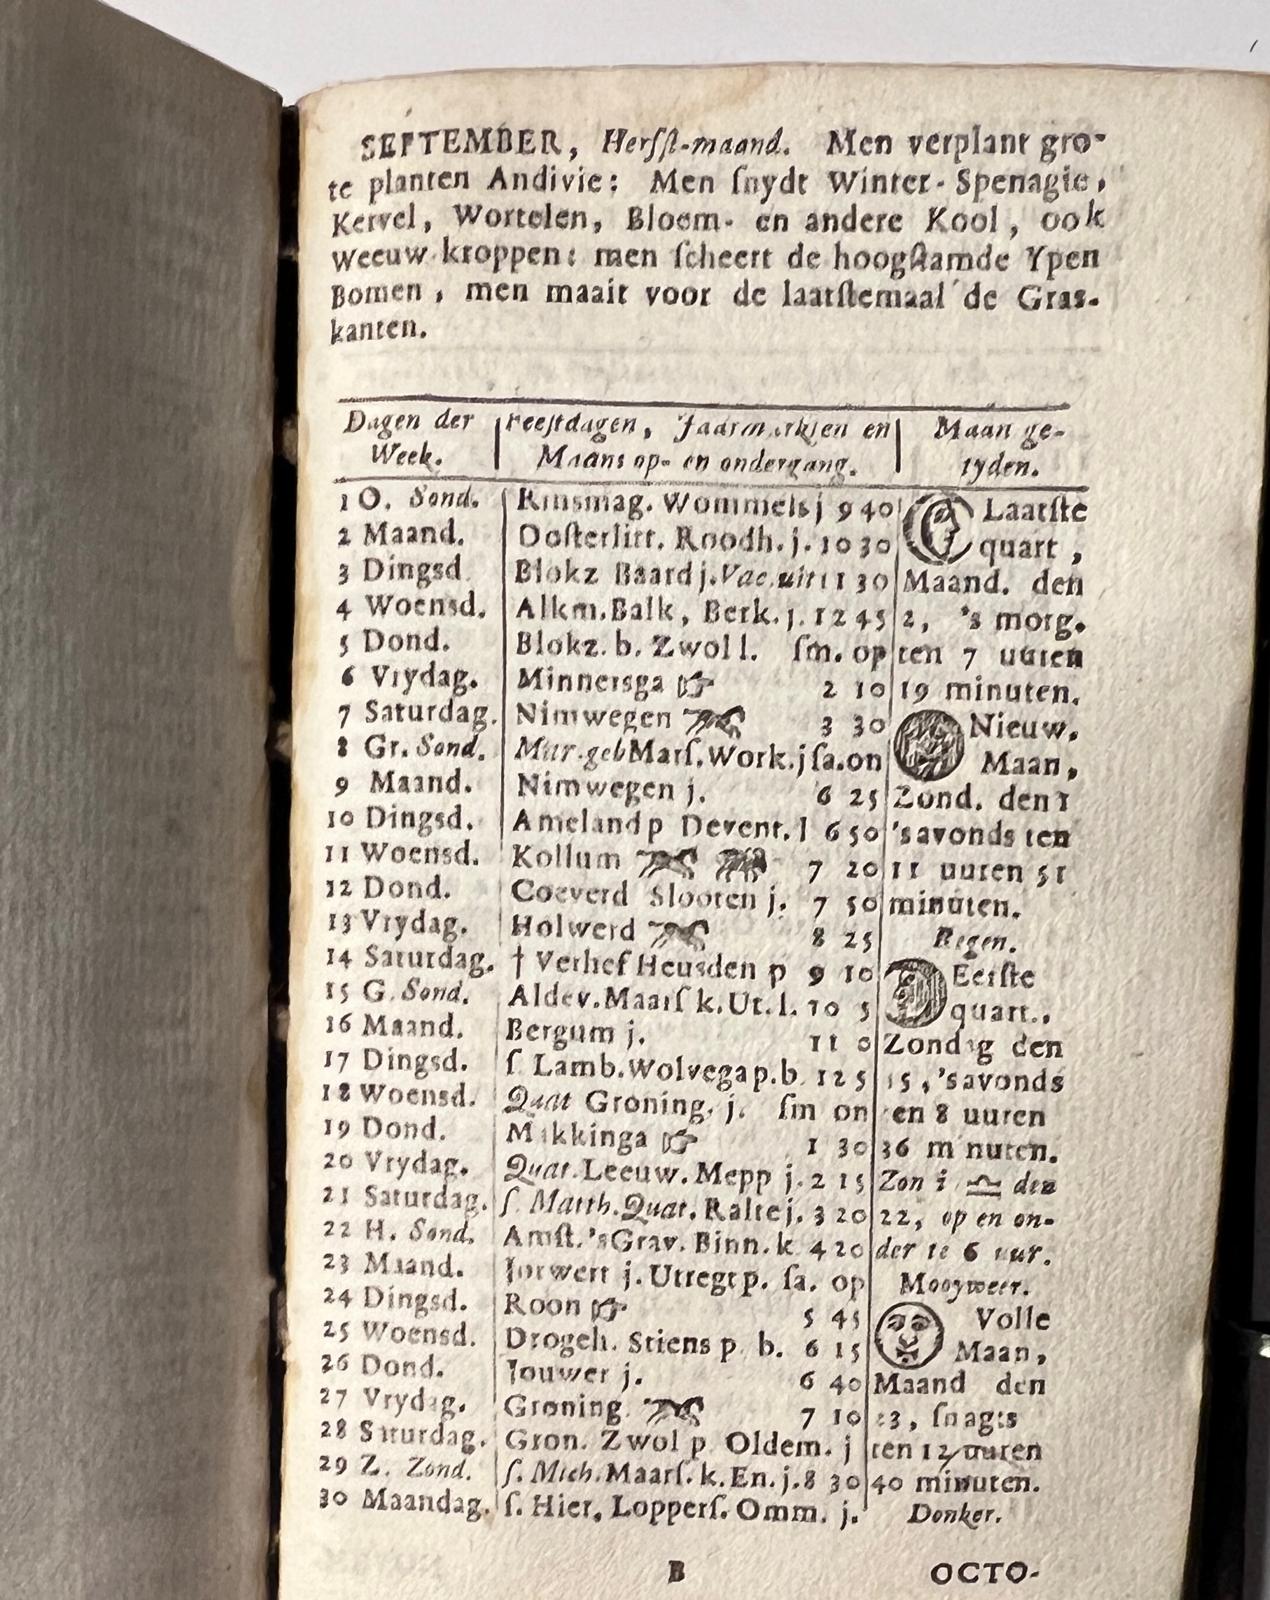 SEPTEMBER, Herfſt-maand. Men verplant gro-
te planten Andivie: Men ſnydt Winter-Spenagie,
Kervel, Wortelen, Bloem- en andere Kool, ook
Weeuw-kroppen: men ſcheert de hoogſtamde Ypen
Bomen, men maait voor de laatſtemaal de Gras-
kanten.
Dagen der Feeſtdagen, Jaarmarkten en Maan ge-
Week. Maans op- en ondergang. tyden.
1 O. Sond. Rinsmag. Wommels j 9 40 Laatſte
2 Maand. Ooſterlitt. Roodh. j. 10 30 quart,
3 Dingsd Blokz Baard j. Vac. uit 11 30 Maand. den
4 Woensd. Alkm. Balk, Berk. j. 12 45 2, 's morg.
5 Dond. Blokz. b. Zwol l. ſm. op ten 7 uuren
6 Vrydag. Minnertsga ☞ 2 10 19 minuten.
7 Saturdag. Nimwegen 3 30 Nieuw.
8 Gr. Sond. Mar. geb Marſ. Work. j ſa. on Maan,
9 Maand. Nimwegen j. 6 25 Zond. den
10 Dingsd. Ameland p Devent. l 6 50 's avonds ten
11 Woensd. Kollum 7 20 11 uuren 51
12 Dond. Coeverd Slooten j. 7 50 minuten.
13 Vrydag. Holwerd 8 25 Regen.
14 Saturdag. † Verhef Heusden p 9 10 Eerſte
15 G. Sond. Aldev. Maarſ k. Ut. l. 10 5 quart.,
16 Maand. Bergum j. 11 0 Zondag den
17 Dingsd. ſ Lamb. Wolvega p. b. 12 5 15, 's avonds
18 Woensd. Quat Groning. j. ſm on en 8 uuren
19 Dond. Makkinga ☞ 1 30 36 m nuten.
20 Vrydag. Quat. Leeuw. Mepp j. 2 15 Zon i ♎ den
21 Saturdag. ſ. Matth. Quat. Ralte j. 3 20 22, op en on-
22 H. Sond. Amſt. 's Grav. Binn. k 4 20 der te 6 uur.
23 Maand. Jorwert j. Utregt p. ſa. op Mooyweer.
24 Dingsd. Roon ☞ 5 45 Volle
25 Woensd. Drogeh. Stiens p. b. 6 15 Maan,
26 Dond. Jouwer j. 6 40 Maand den
27 Vrydag. Groning. 7 10 23, ſnagts
28 Saturdag. Gron. Zwol p. Oldem. j ten 12 uuren
29 Z. Zond. ſ. Mich. Maarſ. k. En. j. 8 30 40 minuten.
30 Maandag. ſ. Hier. Lopperſ. Omm. j. Donker.
B OCTO-